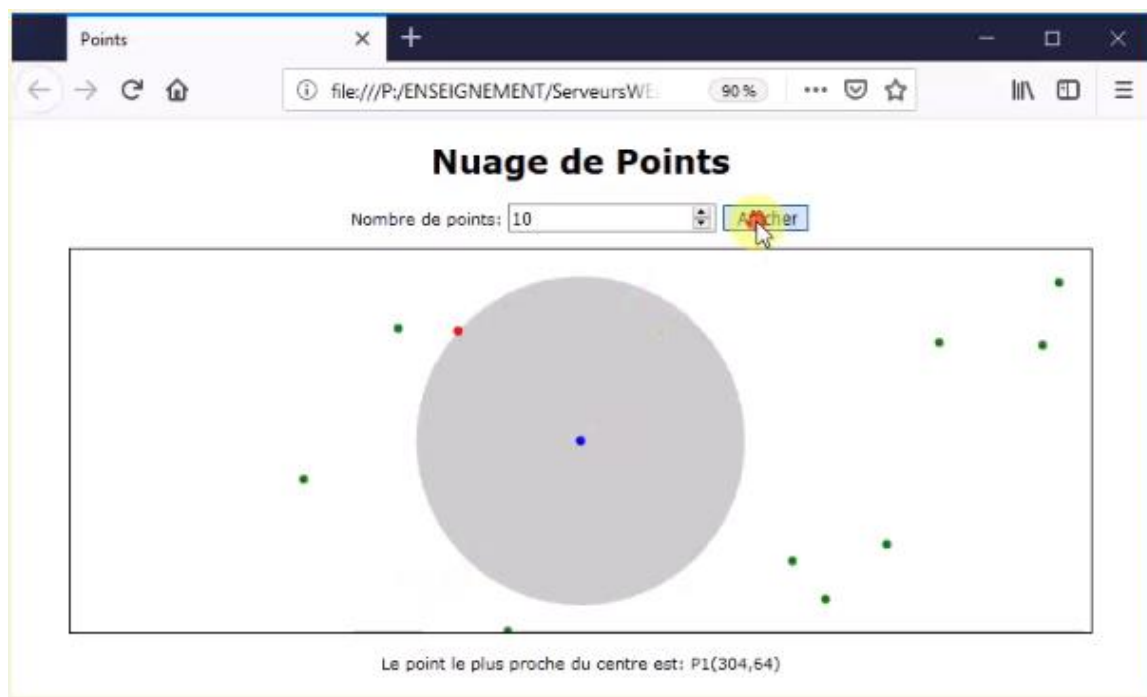 Points
file:///P:/ENSEIGNEMENT/ServeursWE
90 %
Nuage de Points
Nombre de points: 10
Le point le plus proche du centre est: P1(304,64)